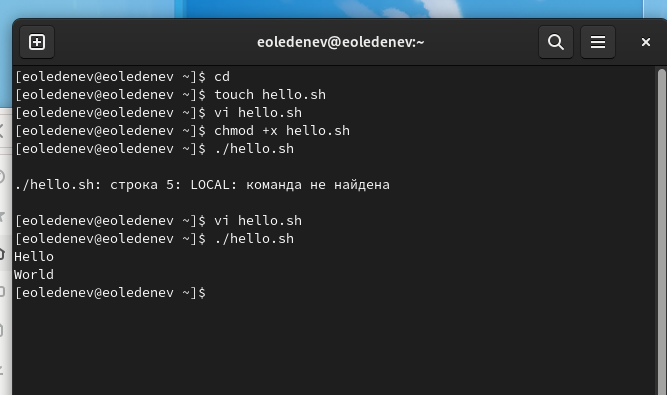 eoledenev@eoledenev:~
[eoledenev@eoledenev ~]$ cd
[eoledenev@eoledenev ~]$ touch hello.sh
[eoledenev@eoledenev ~]$ vi hello.sh
[eoledenev@eoledenev ~]$ chmod +x hello.sh
[eoledenev@eoledenev ~]$ ./hello.sh
./hello.sh: строка 5: LOCAL: команда не найдена
[eoledenev@eoledenev ~]$ vi hello.sh
[eoledenev@eoledenev ~]$ ./hello.sh
Hello
World
[eoledenev@eoledenev ~]$